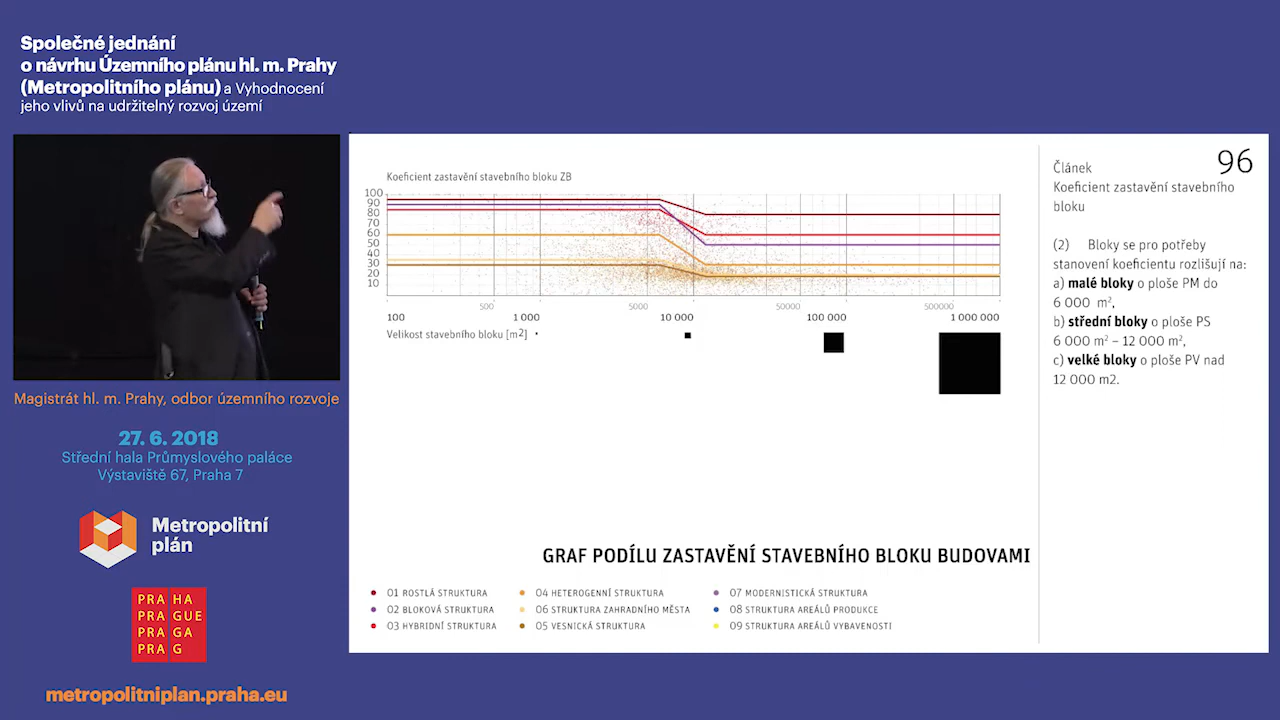 Společné jednání
o návrhu Územního plánu hl. m. Prahy
(Metropolitního plánu) a Vyhodnocení
jeho vlivů na udržitelný rozvoj území
Magistrát hl. m. Prahy, odbor územního rozvoje
27. 6. 2018
Střední hala Průmyslového paláce
Výstaviště 67, Praha 7
Metropolitní
plán
PRA HA
PRA GUE
PRA GA
PRA G
metropolitniplan.praha.eu
Koeficient zastavění stavebního bloku ZB
100
90
80
70
60
50
40
30
20
10
500 5000 50000 500000
100 1 000 10 000 100 000 1 000 000
Velikost stavebního bloku [m2]
GRAF PODÍLU ZASTAVĚNÍ STAVEBNÍHO BLOKU BUDOVAMI
01 ROSTLÁ STRUKTURA
02 BLOKOVÁ STRUKTURA
03 HYBRIDNÍ STRUKTURA
04 HETEROGENNÍ STRUKTURA
06 STRUKTURA ZAHRADNÍHO MĚSTA
05 VESNICKÁ STRUKTURA
07 MODERNISTICKÁ STRUKTURA
08 STRUKTURA AREÁLŮ PRODUKCE
09 STRUKTURA AREÁLŮ VYBAVENOSTI
96
Článek
Koeficient zastavění stavebního
bloku
(2) Bloky se pro potřeby
stanovení koeficientu rozlišují na:
a) malé bloky o ploše PM do
6 000 m²,
b) střední bloky o ploše PS
6 000 m² – 12 000 m²,
c) velké bloky o ploše PV nad
12 000 m2.